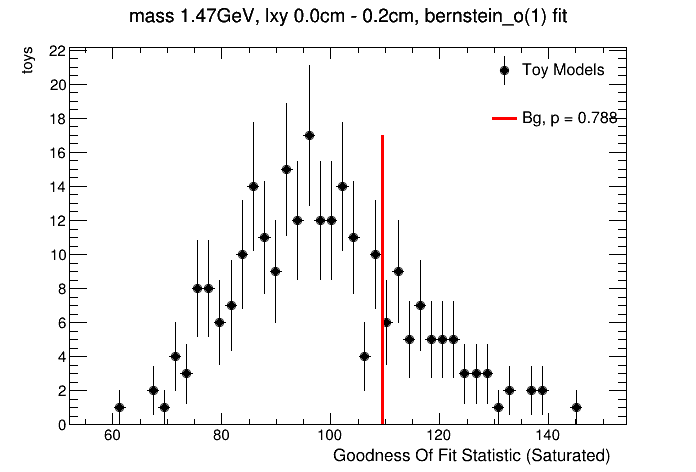 mass 1.47GeV, lxy 0.0cm - 0.2cm, bernstein_o(1) fit
toys
22
20
18
16
14
12
10
8
6
4
2
0
Toy Models
Bg, p = 0.788
60 80 100 120 140
Goodness Of Fit Statistic (Saturated)